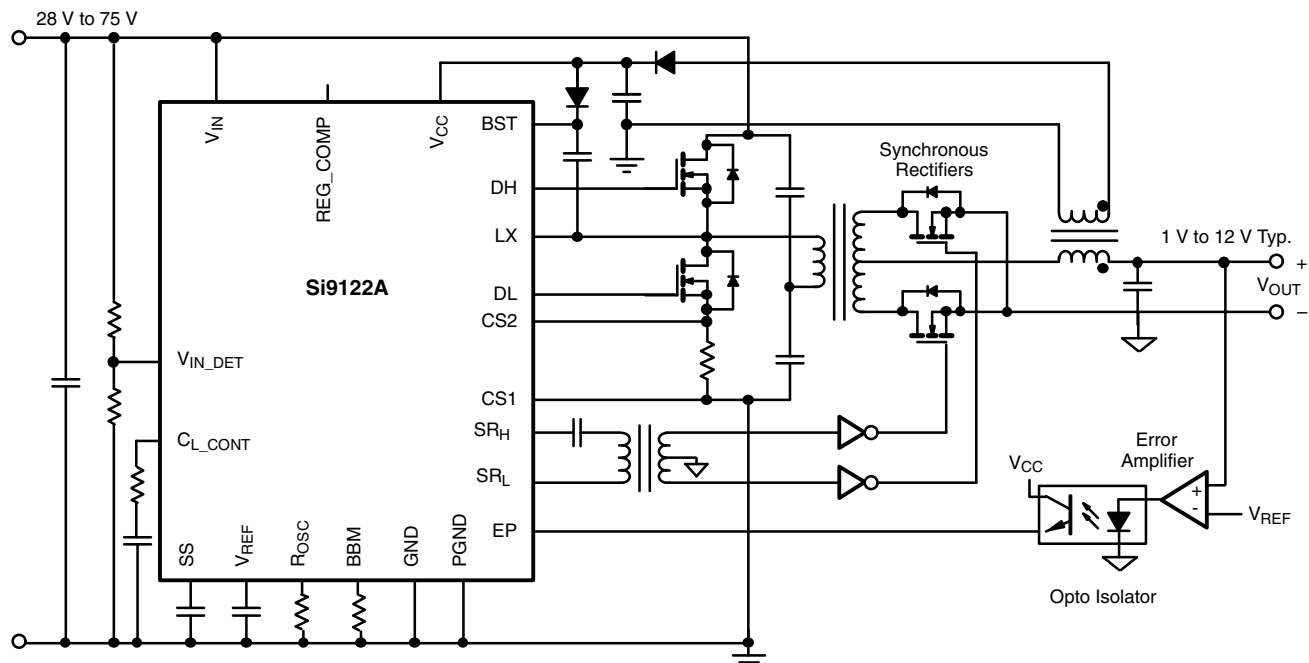 28 V to 75 V
VIN
REG_COMP
VCC
BST
DH
LX
Si9122A
DL
CS2
VIN_DET
CS1
CL_CONT
SRH
SRL
EP
SS
VREF
ROSC
BBM
GND
PGND
Synchronous
Rectifiers
1 V to 12 V Typ.
+
VOUT
–
Error
Amplifier
VCC
+
-
VREF
Opto Isolator